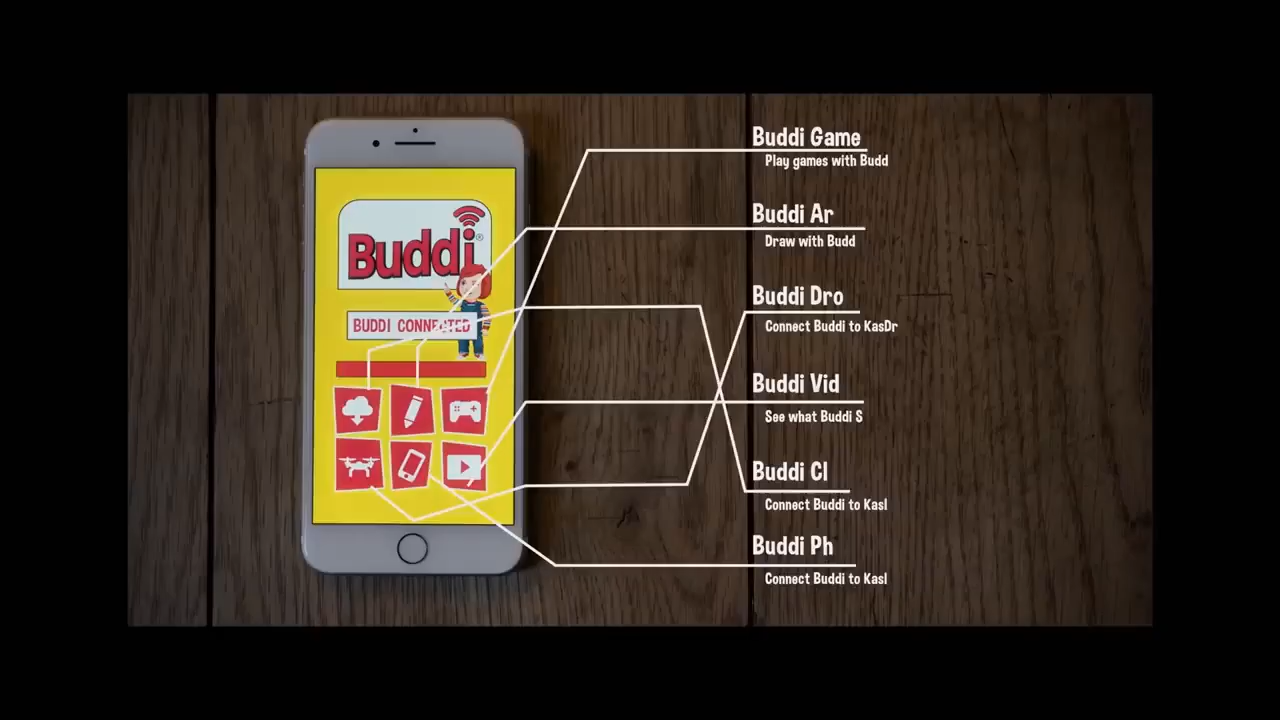 Buddi®
BUDDI CONNECTED
Buddi Game
Play games with Budd
Buddi Ar
Draw with Budd
Buddi Dro
Connect Buddi to KasDr
Buddi Vid
See what Buddi S
Buddi Cl
Connect Buddi to Kasl
Buddi Ph
Connect Buddi to Kasl